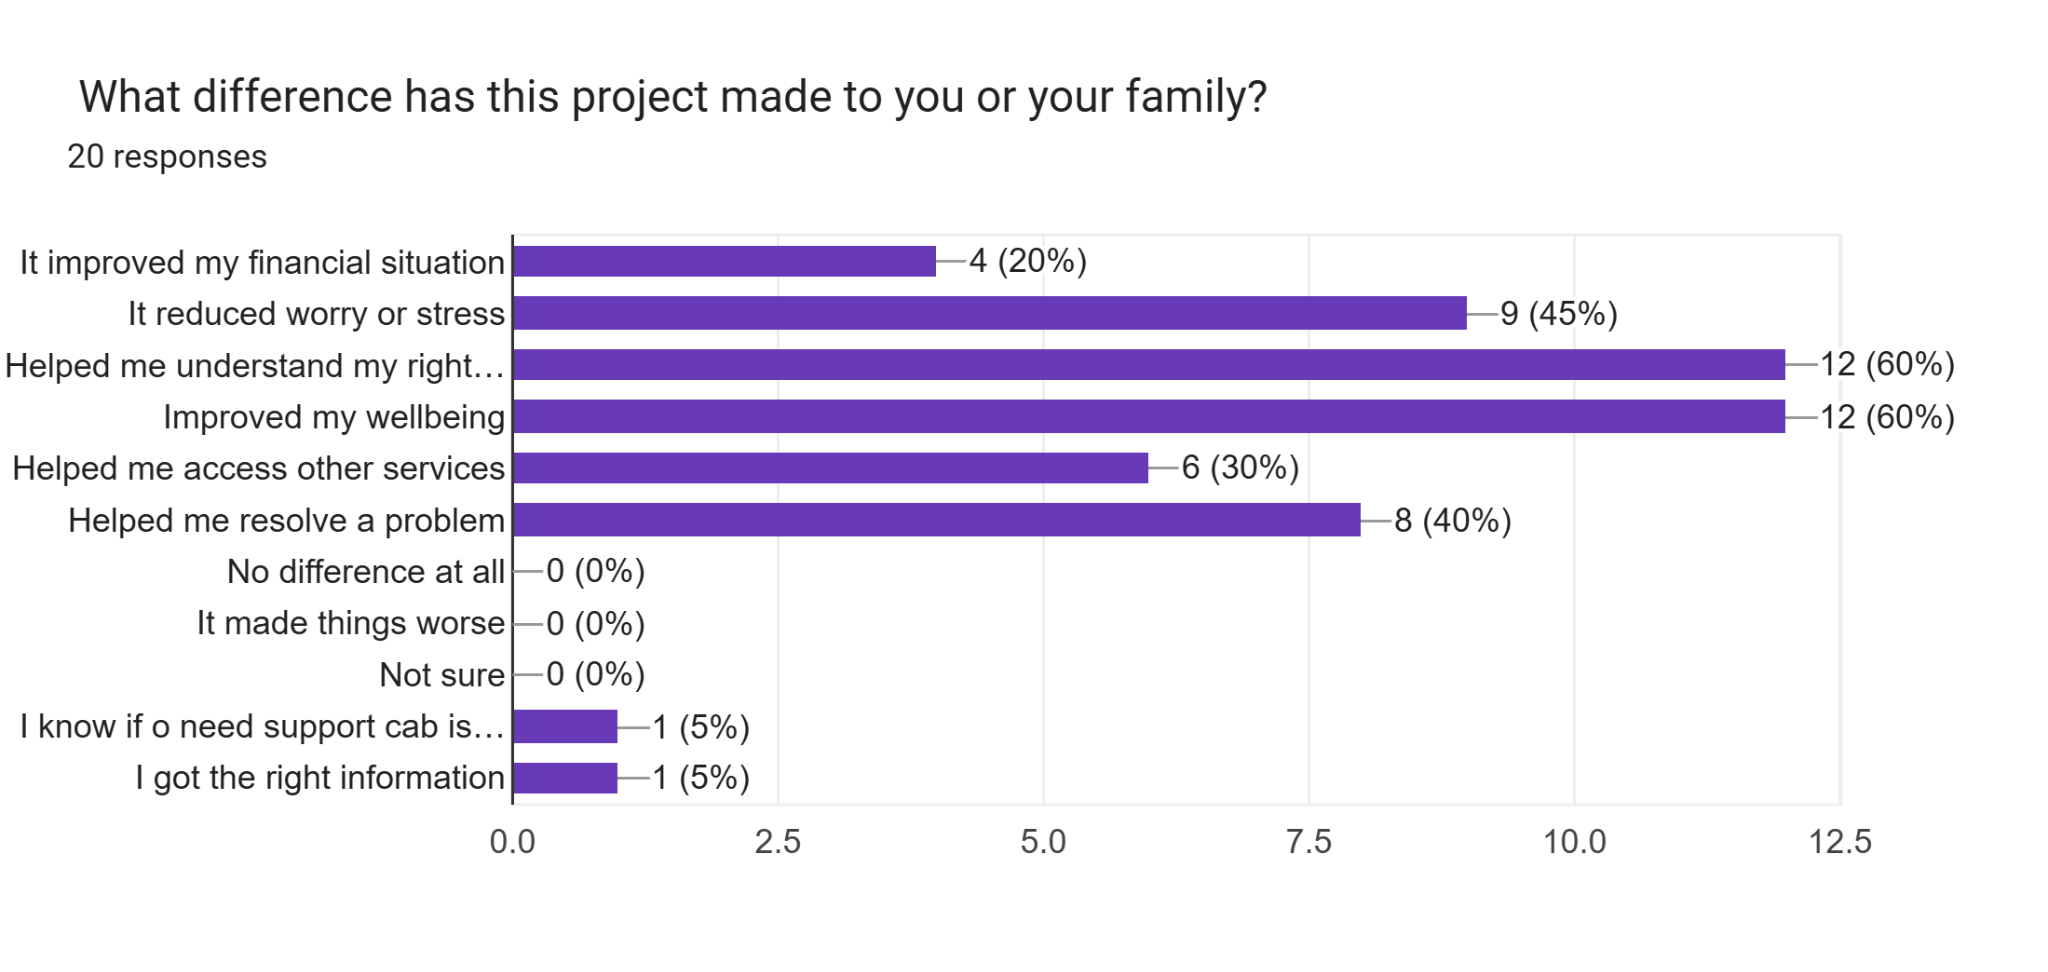 What difference has this project made to you or your family?
20 responses
It improved my financial situation 4 (20%)
It reduced worry or stress 9 (45%)
Helped me understand my right… 12 (60%)
Improved my wellbeing 12 (60%)
Helped me access other services 6 (30%)
Helped me resolve a problem 8 (40%)
No difference at all 0 (0%)
It made things worse 0 (0%)
Not sure 0 (0%)
I know if o need support cab is… 1 (5%)
I got the right information 1 (5%)
0.0 2.5 5.0 7.5 10.0 12.5